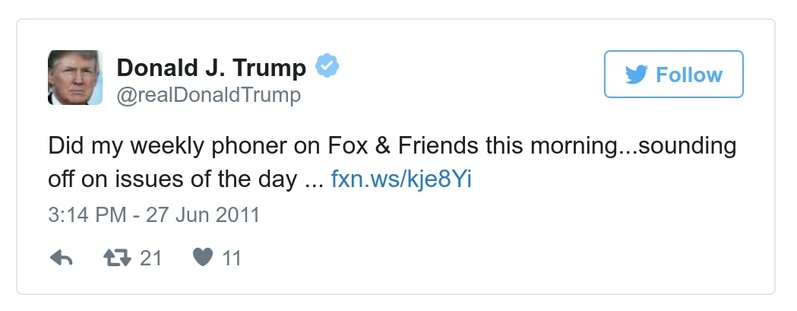 Donald J. Trump
@realDonaldTrump
Follow
Did my weekly phoner on Fox & Friends this morning...sounding
off on issues of the day ... fxn.ws/kje8Yi
3:14 PM - 27 Jun 2011
21 11